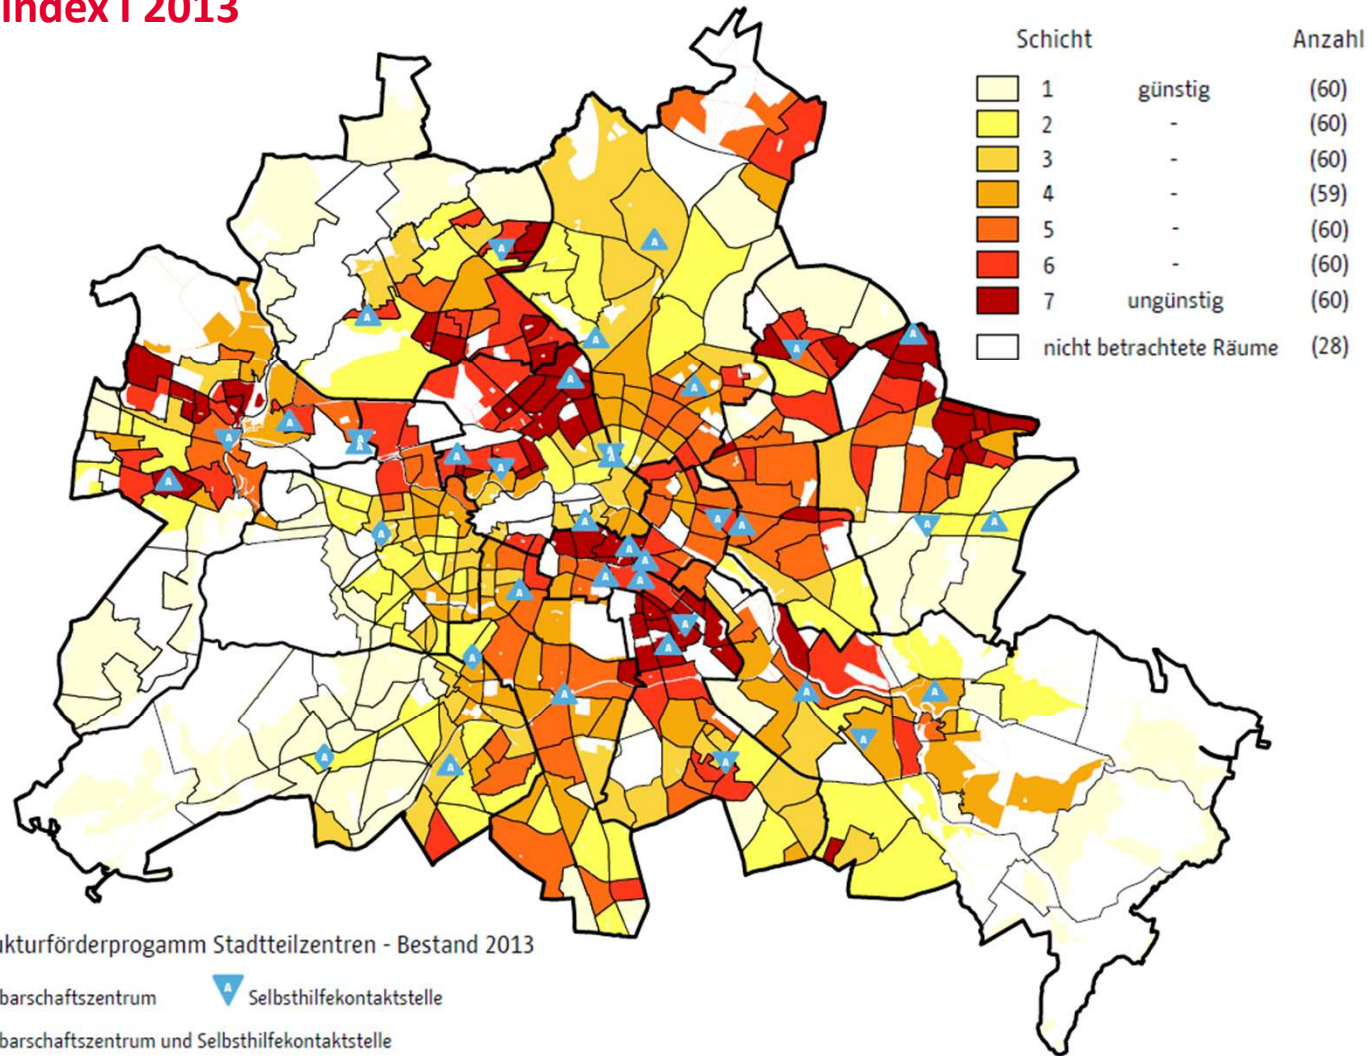 Index I 2013
Schicht Anzahl
1 günstig (60)
2 - (60)
3 - (60)
4 - (59)
5 - (60)
6 - (60)
7 ungünstig (60)
nicht betrachtete Räume (28)
ukturförderprogamm Stadtteilzentren - Bestand 2013
barschaftszentrum A Selbsthilfekontaktstelle
barschaftszentrum und Selbsthilfekontaktstelle